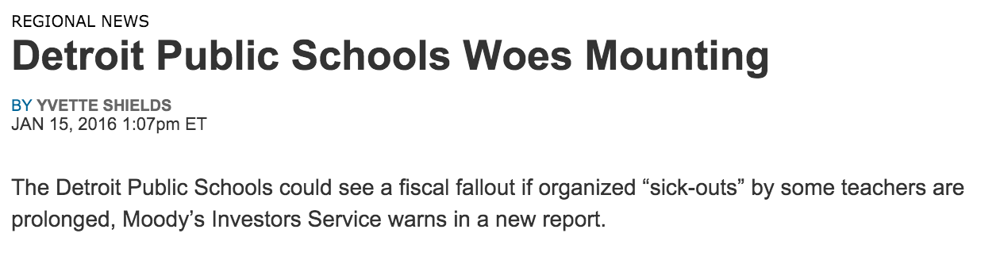 REGIONAL NEWS
Detroit Public Schools Woes Mounting
BY YVETTE SHIELDS
JAN 15, 2016 1:07pm ET
The Detroit Public Schools could see a fiscal fallout if organized “sick-outs” by some teachers are
prolonged, Moody’s Investors Service warns in a new report.